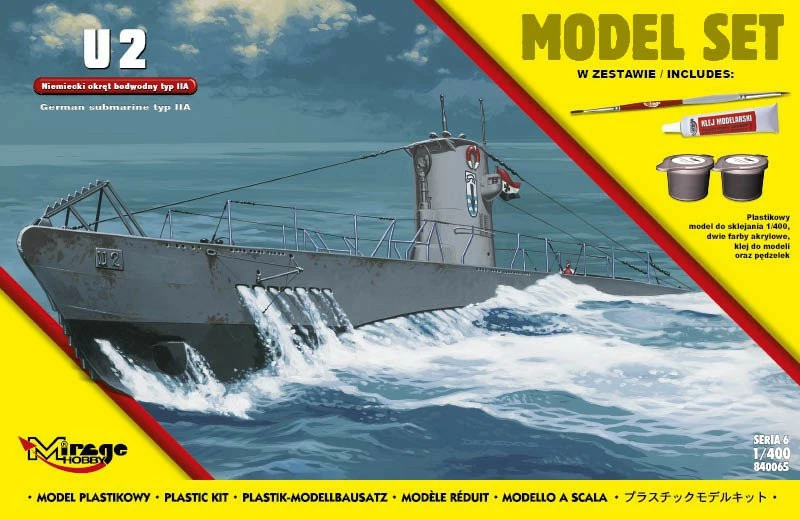 U2
Niemiecki okręt bodwodny typ IIA
German submarine typ IIA
MODEL SET
W ZESTAWIE / INCLUDES:
KLEJ MODELARSKI
Plastikowy
model do sklejania 1/400,
dwie farby akrylowe,
klej do modeli
oraz pędzelek
U 2
Mirage
HOBBY
SERIA 6
1/400
840065
· MODEL PLASTIKOWY · PLASTIC KIT · PLASTIK-MODELLBAUSATZ · MODÈLE RÉDUIT · MODELLO A SCALA · プラスチックモデルキット ·